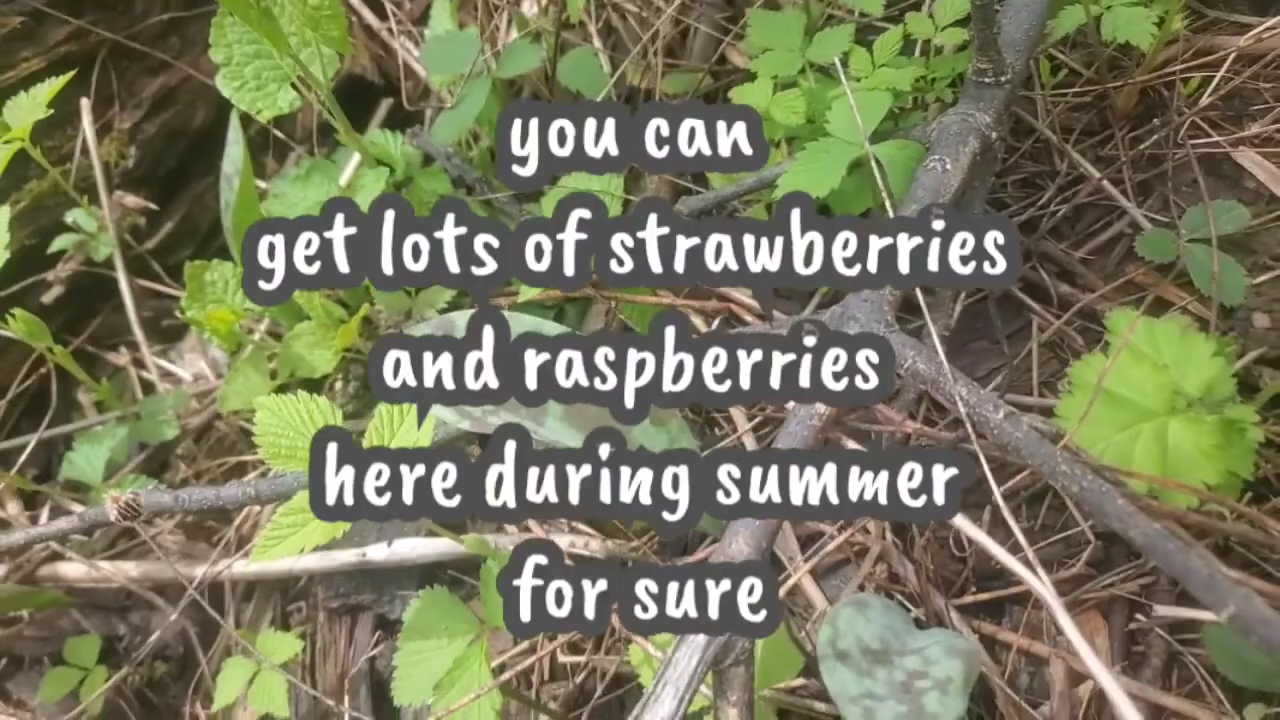 you can
get lots of strawberries
and raspberries
here during summer
for sure